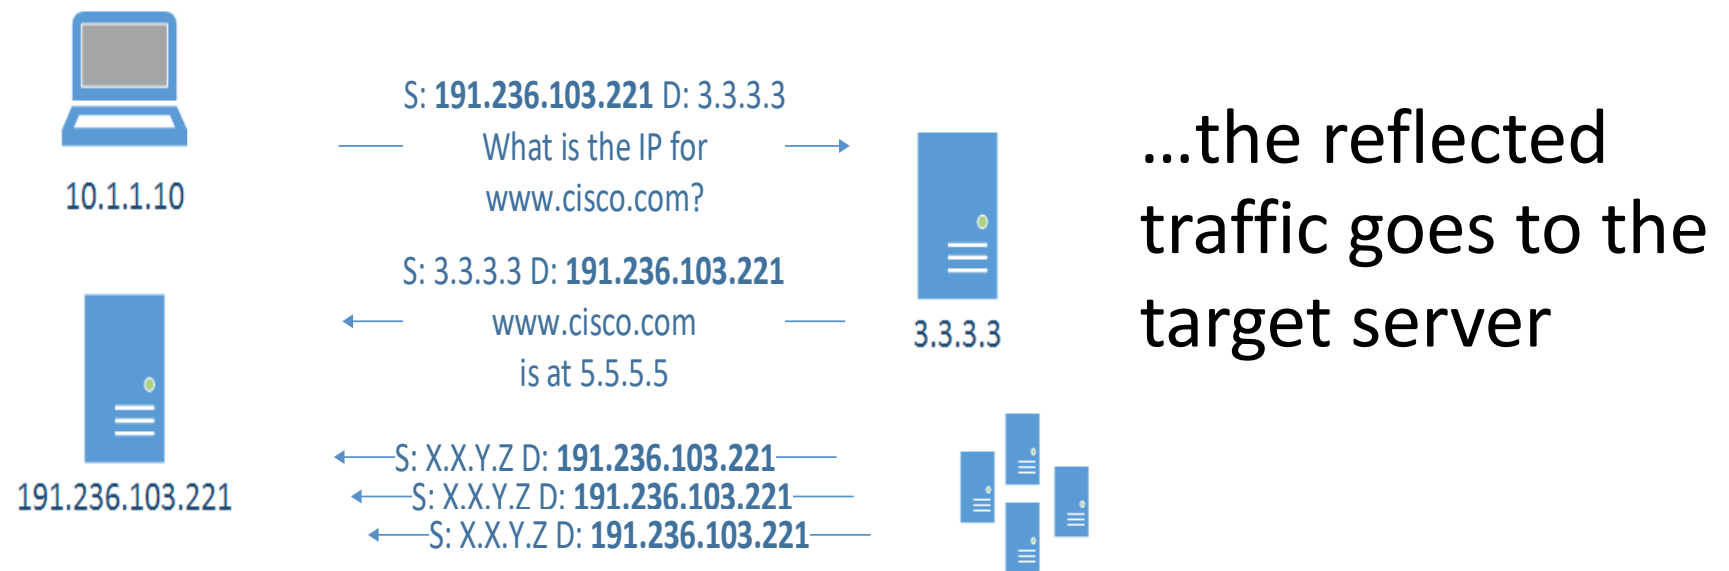 10.1.1.10
S: 191.236.103.221 D: 3.3.3.3
What is the IP for
www.cisco.com?
S: 3.3.3.3 D: 191.236.103.221
www.cisco.com
is at 5.5.5.5
3.3.3.3
191.236.103.221
S: X.X.Y.Z D: 191.236.103.221
S: X.X.Y.Z D: 191.236.103.221
S: X.X.Y.Z D: 191.236.103.221
...the reflected
traffic goes to the
target server